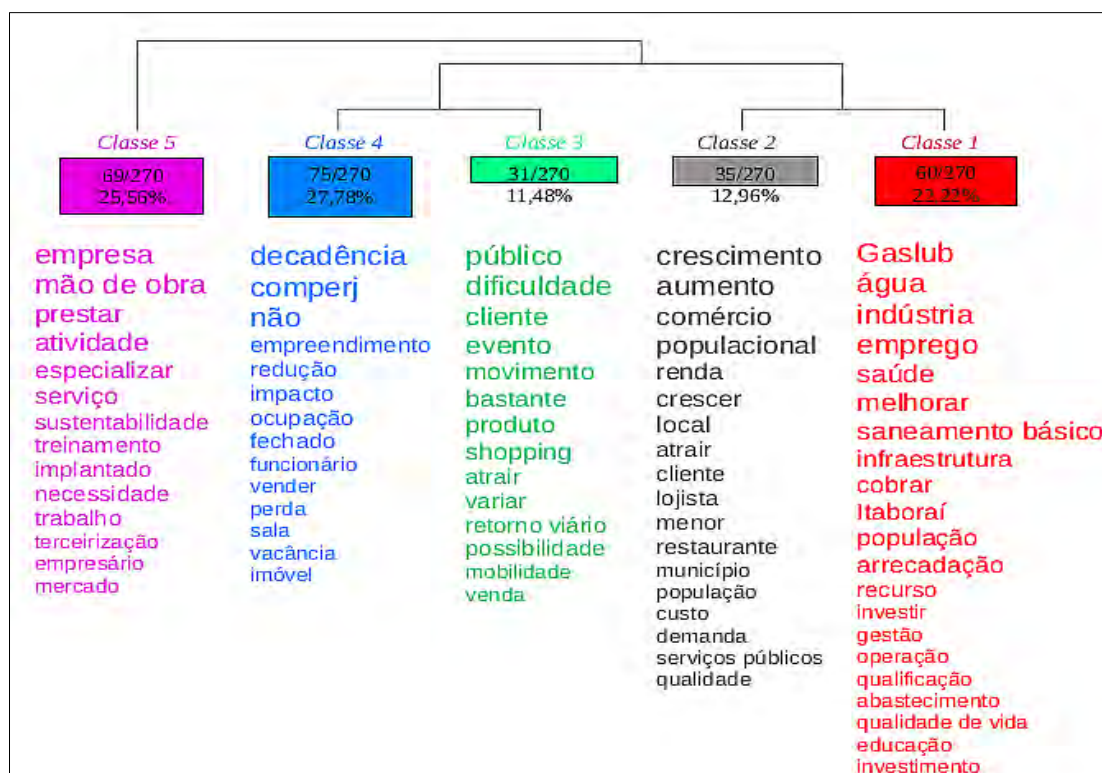 Classe 5
69/270
25,56%
empresa
mão de obra
prestar
atividade
especializar
serviço
sustentabilidade
treinamento
implantado
necessidade
trabalho
terceirização
empresário
mercado
Classe 4
75/270
27,78%
decadência
comperj
não
empreendimento
redução
impacto
ocupação
fechado
funcionário
vender
perda
sala
vacância
imóvel
Classe 3
31/270
11,48%
público
dificuldade
cliente
evento
movimento
bastante
produto
shopping
atrair
variar
retorno viário
possibilidade
mobilidade
venda
Classe 2
35/270
12,96%
crescimento
aumento
comércio
populacional
renda
crescer
local
atrair
cliente
lojista
menor
restaurante
município
população
custo
demanda
serviços públicos
qualidade
Classe 1
60/270
22,22%
Gaslub
água
indústria
emprego
saúde
melhorar
saneamento básico
infraestrutura
cobrar
Itaboraí
população
arrecadação
recurso
investir
gestão
operação
qualificação
abastecimento
qualidade de vida
educação
investimento